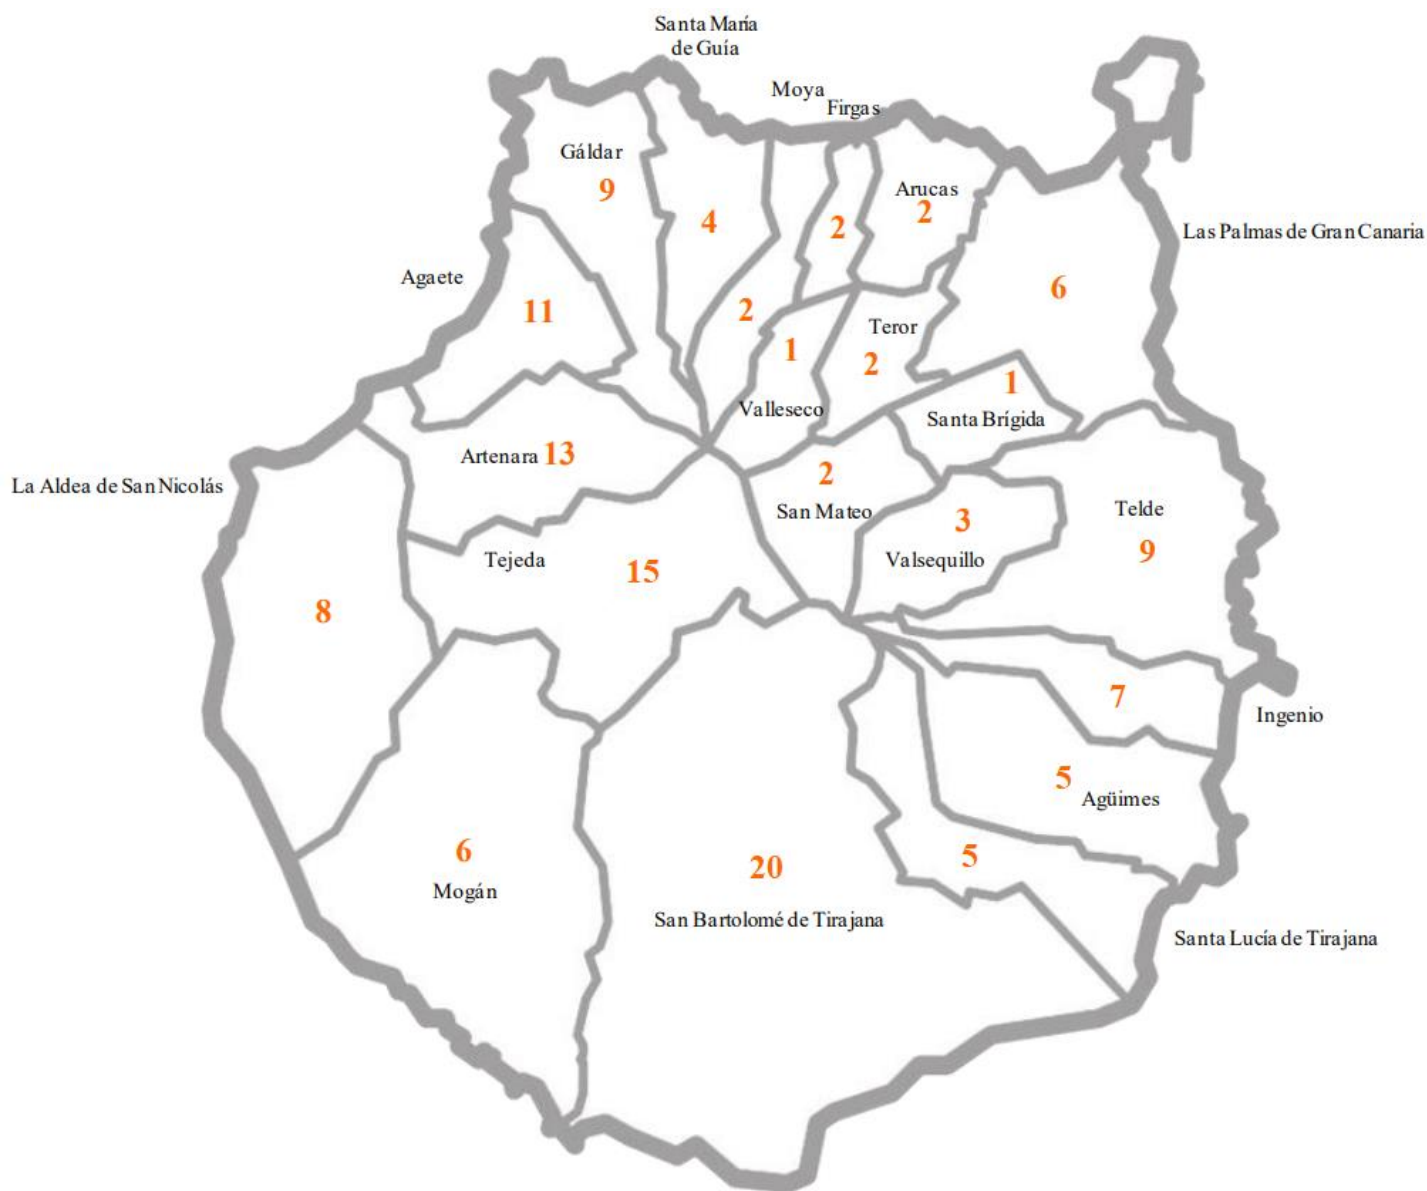 Santa María
de Guía
Moya
Firgas
Gáldar
9
Arucas
2
4
2
Las Palmas de Gran Canaria
Agaete
11
6
2
Teror
1
2
1
Valleseco
Santa Brígida
Artenara 13
La Aldea de San Nicolás
2
San Mateo
Telde
3
9
Tejeda
15
Valsequillo
8
7
Ingenio
5
Agüimes
6
Mogán
20
5
San Bartolomé de Tirajana
Santa Lucía de Tirajana